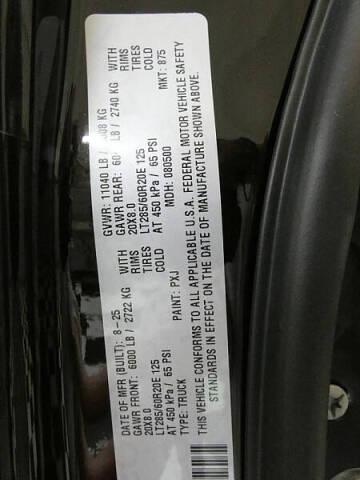 DATE OF MFR (BUILT): 8-25 GVWR: 11040 LB / KG
GAWR FRONT: 6000 LB / 2722 KG WITH GAWR REAR: LB / 2740 KG WITH
20X8.0 RIMS 20X8.0 RIMS
LT285/60R20E 125 TIRES LT285/60R20E 125 TIRES
AT 450 kPa / 65 PSI COLD AT 450 kPa / 65 PSI COLD
TYPE: TRUCK PAINT: PXJ MDH: 080500 MKT: 875
THIS VEHICLE CONFORMS TO ALL APPLICABLE U.S.A. FEDERAL MOTOR VEHICLE SAFETY
STANDARDS IN EFFECT ON THE DATE OF MANUFACTURE SHOWN ABOVE.